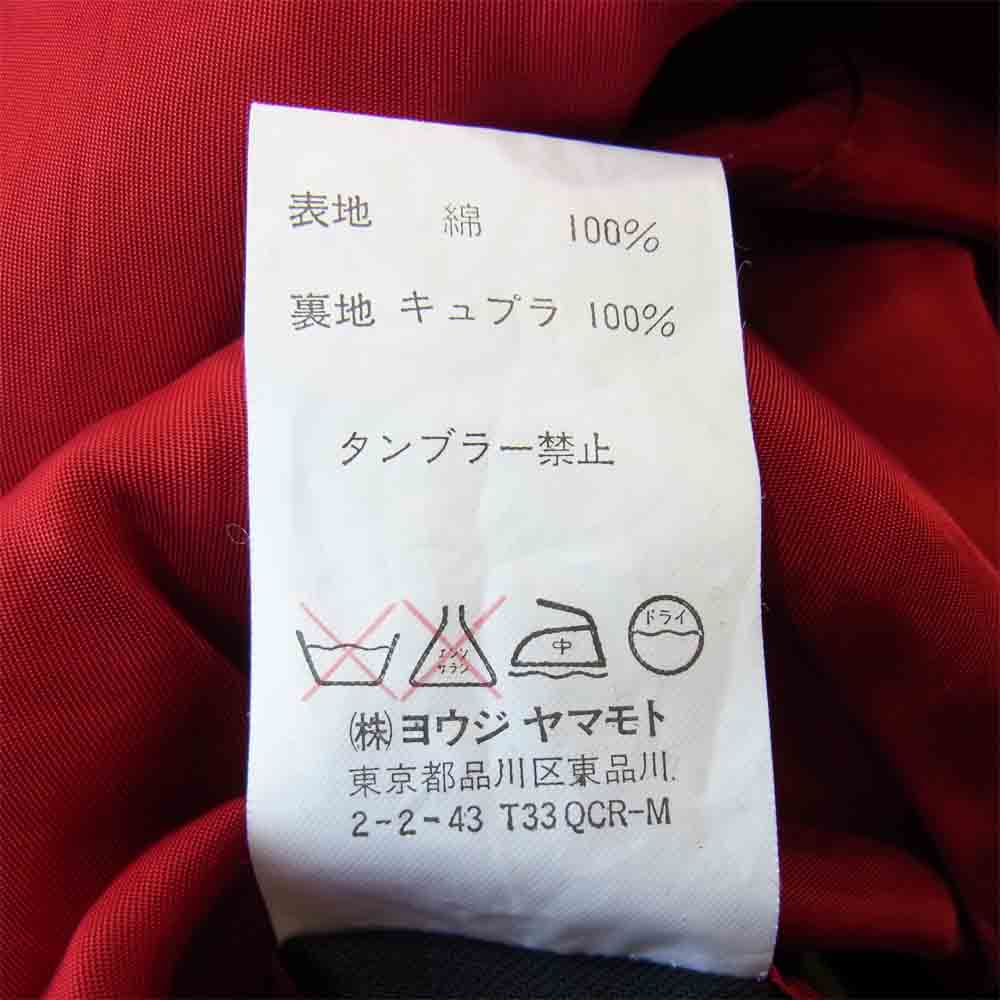 表地 綿 100%
裏地 キュプラ 100%
タンブラー禁止
エンソ サラシ 中 ドライ
㈱ヨウジ ヤマモト
東京都品川区東品川.
2-2-43 T33QCR-M